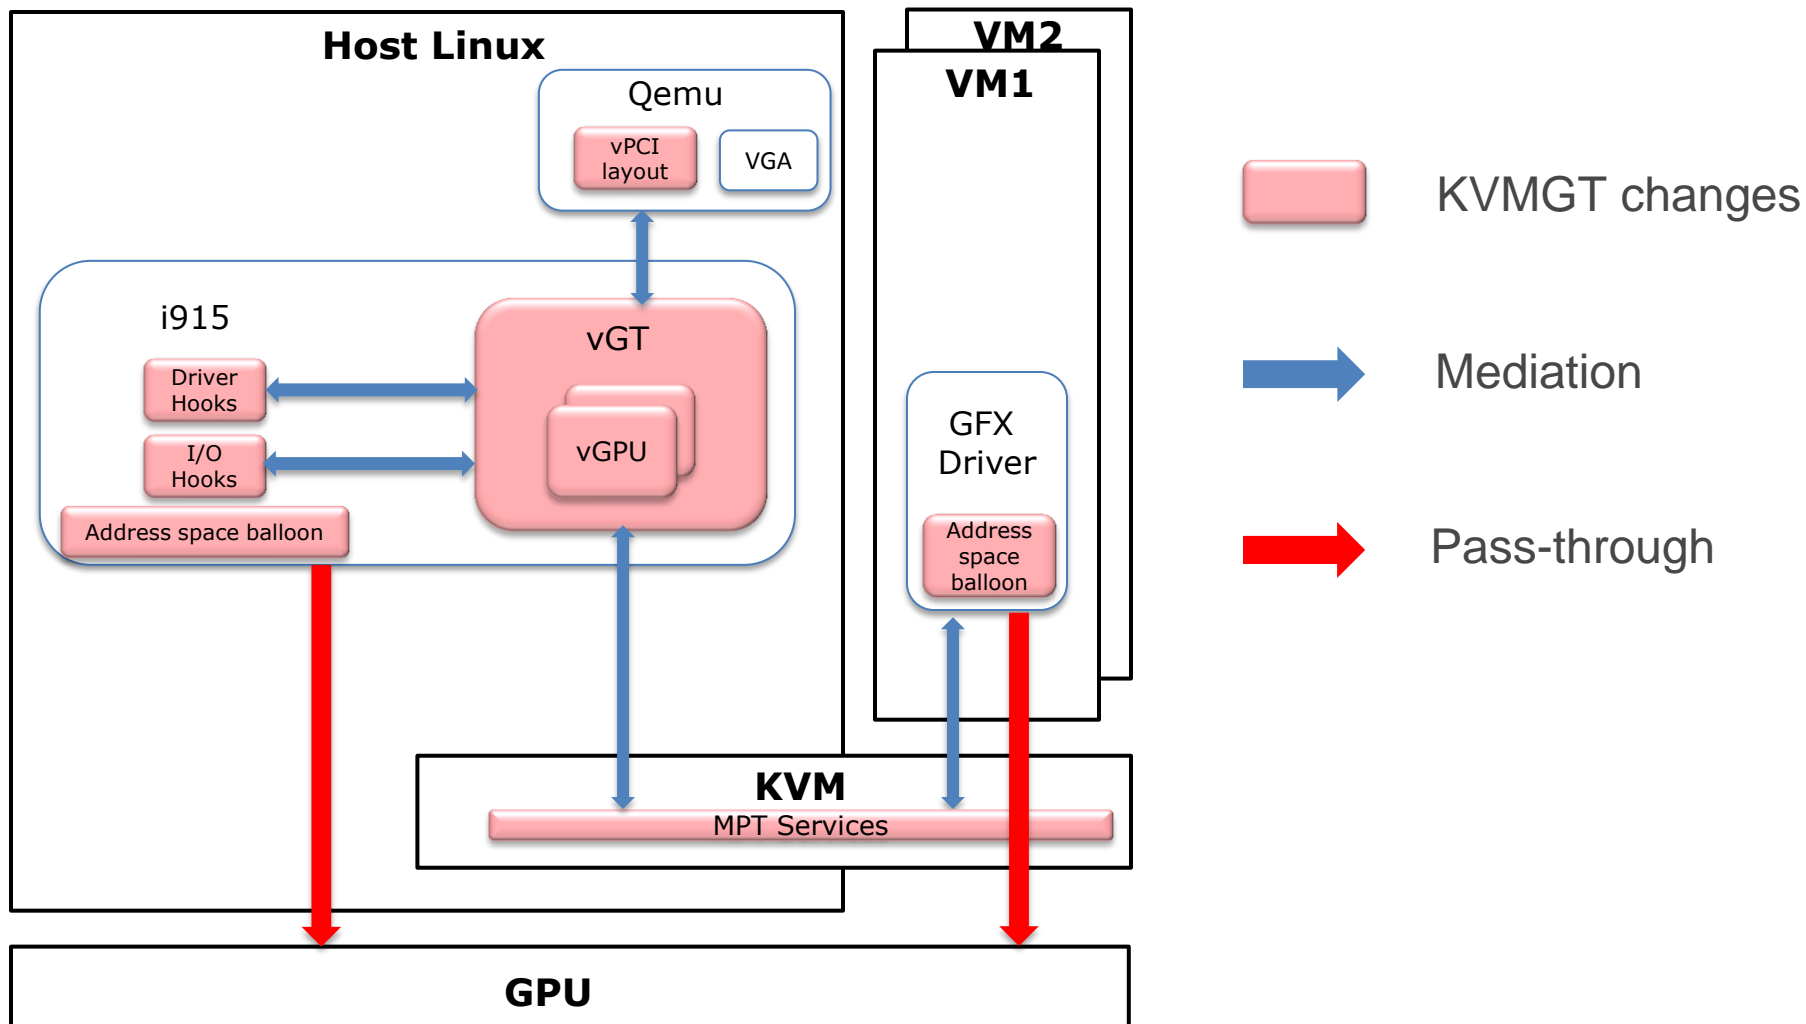 Host Linux
Qemu
vPCI
layout
VGA
i915
vGT
Driver
Hooks
I/O
Hooks
vGPU
Address space balloon
VM2
VM1
GFX
Driver
Address
space
balloon
KVM
MPT Services
GPU
KVMGT changes
Mediation
Pass-through